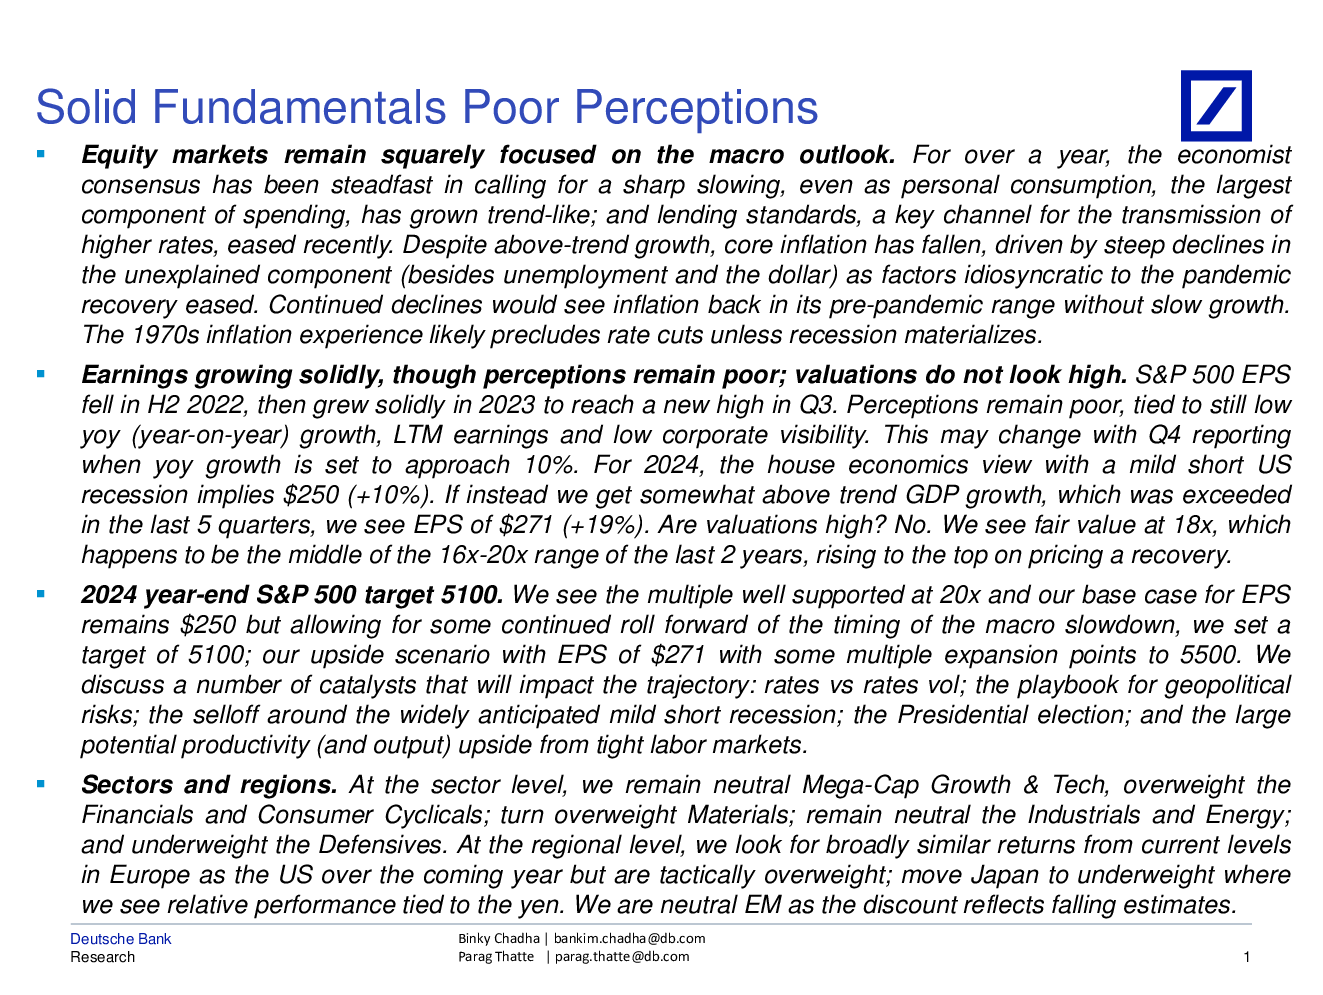 Solid Fundamentals Poor Perceptions
▪ Equity markets remain squarely focused on the macro outlook. For over a year, the economist
consensus has been steadfast in calling for a sharp slowing, even as personal consumption, the largest
component of spending, has grown trend-like; and lending standards, a key channel for the transmission of
higher rates, eased recently. Despite above-trend growth, core inflation has fallen, driven by steep declines in
the unexplained component (besides unemployment and the dollar) as factors idiosyncratic to the pandemic
recovery eased. Continued declines would see inflation back in its pre-pandemic range without slow growth.
The 1970s inflation experience likely precludes rate cuts unless recession materializes.
▪ Earnings growing solidly, though perceptions remain poor; valuations do not look high. S&P 500 EPS
fell in H2 2022, then grew solidly in 2023 to reach a new high in Q3. Perceptions remain poor, tied to still low
yoy (year-on-year) growth, LTM earnings and low corporate visibility. This may change with Q4 reporting
when yoy growth is set to approach 10%. For 2024, the house economics view with a mild short US
recession implies $250 (+10%). If instead we get somewhat above trend GDP growth, which was exceeded
in the last 5 quarters, we see EPS of $271 (+19%). Are valuations high? No. We see fair value at 18x, which
happens to be the middle of the 16x-20x range of the last 2 years, rising to the top on pricing a recovery.
▪ 2024 year-end S&P 500 target 5100. We see the multiple well supported at 20x and our base case for EPS
remains $250 but allowing for some continued roll forward of the timing of the macro slowdown, we set a
target of 5100; our upside scenario with EPS of $271 with some multiple expansion points to 5500. We
discuss a number of catalysts that will impact the trajectory: rates vs rates vol; the playbook for geopolitical
risks; the selloff around the widely anticipated mild short recession; the Presidential election; and the large
potential productivity (and output) upside from tight labor markets.
▪ Sectors and regions. At the sector level, we remain neutral Mega-Cap Growth & Tech, overweight the
Financials and Consumer Cyclicals; turn overweight Materials; remain neutral the Industrials and Energy;
and underweight the Defensives. At the regional level, we look for broadly similar returns from current levels
in Europe as the US over the coming year but are tactically overweight; move Japan to underweight where
we see relative performance tied to the yen. We are neutral EM as the discount reflects falling estimates.
Deutsche Bank
Research
Binky Chadha | bankim.chadha@db.com
Parag Thatte | parag.thatte@db.com
1